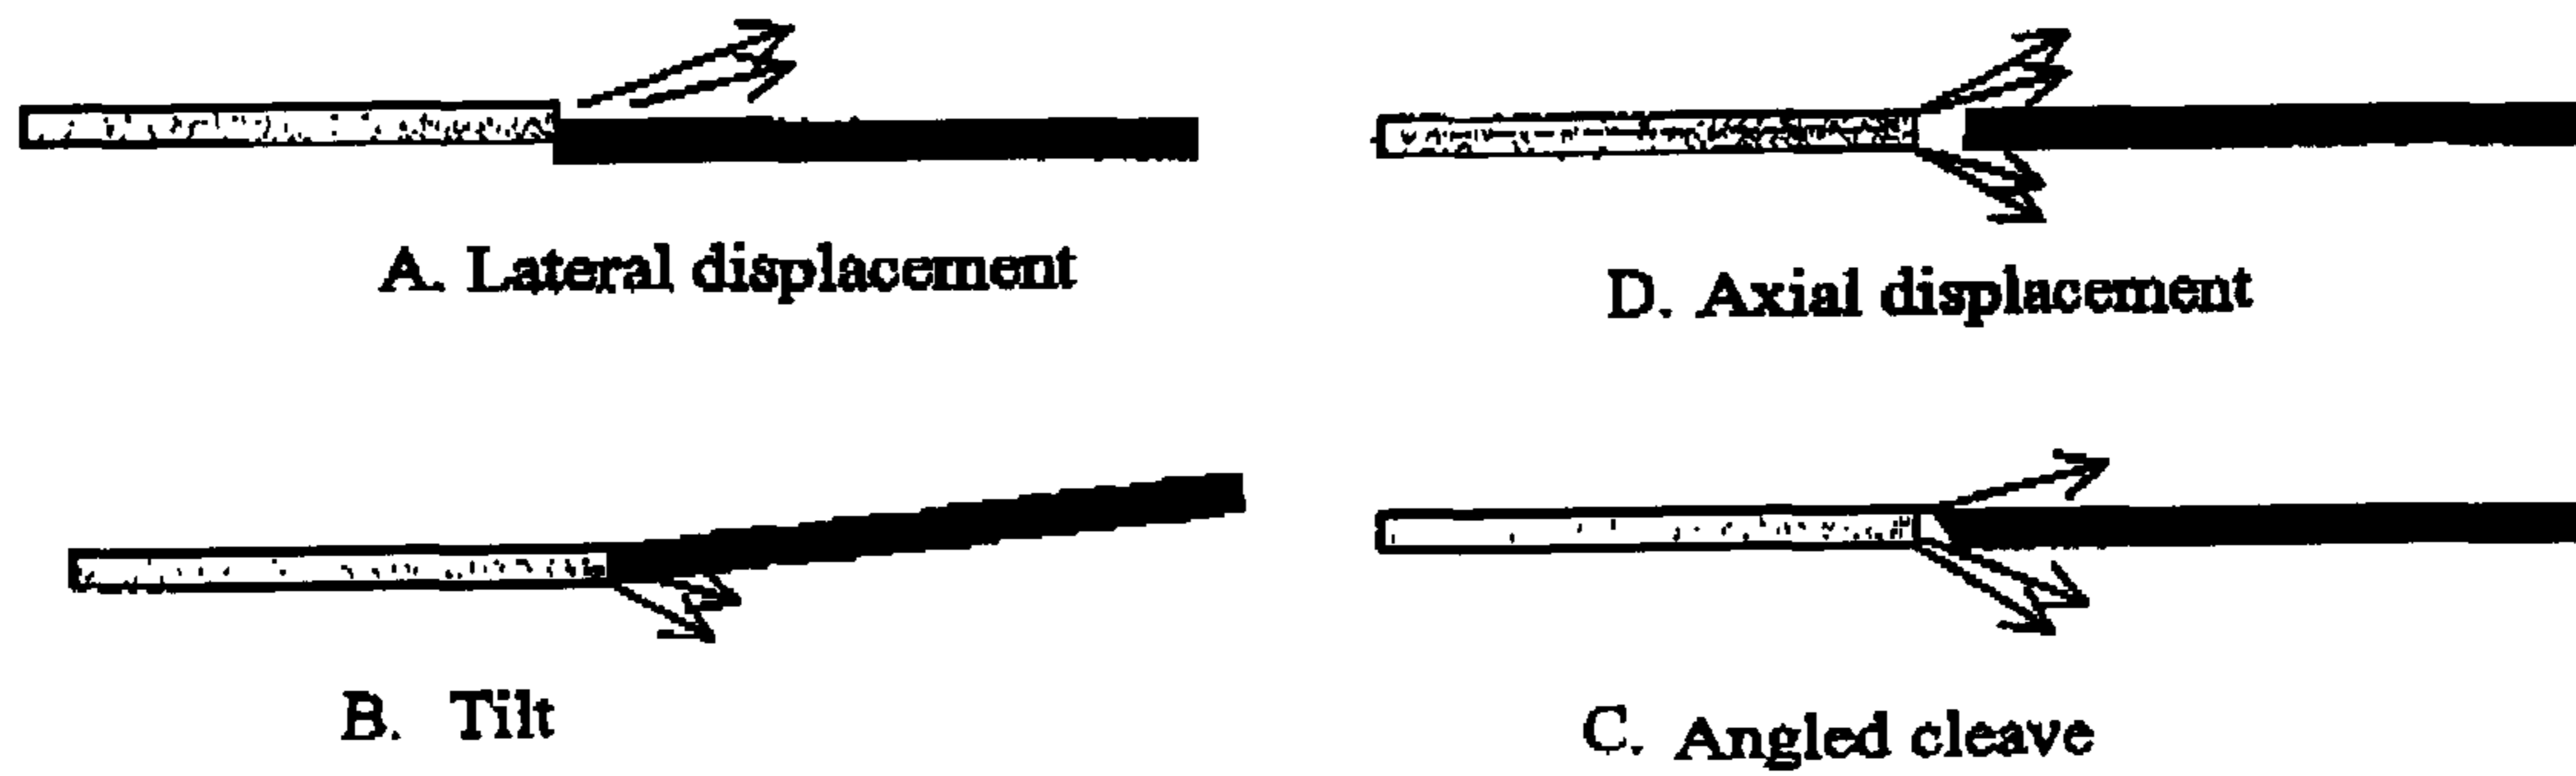 A. Lateral displacement
D. Axial displacement
B. Tilt
C. Angled cleave